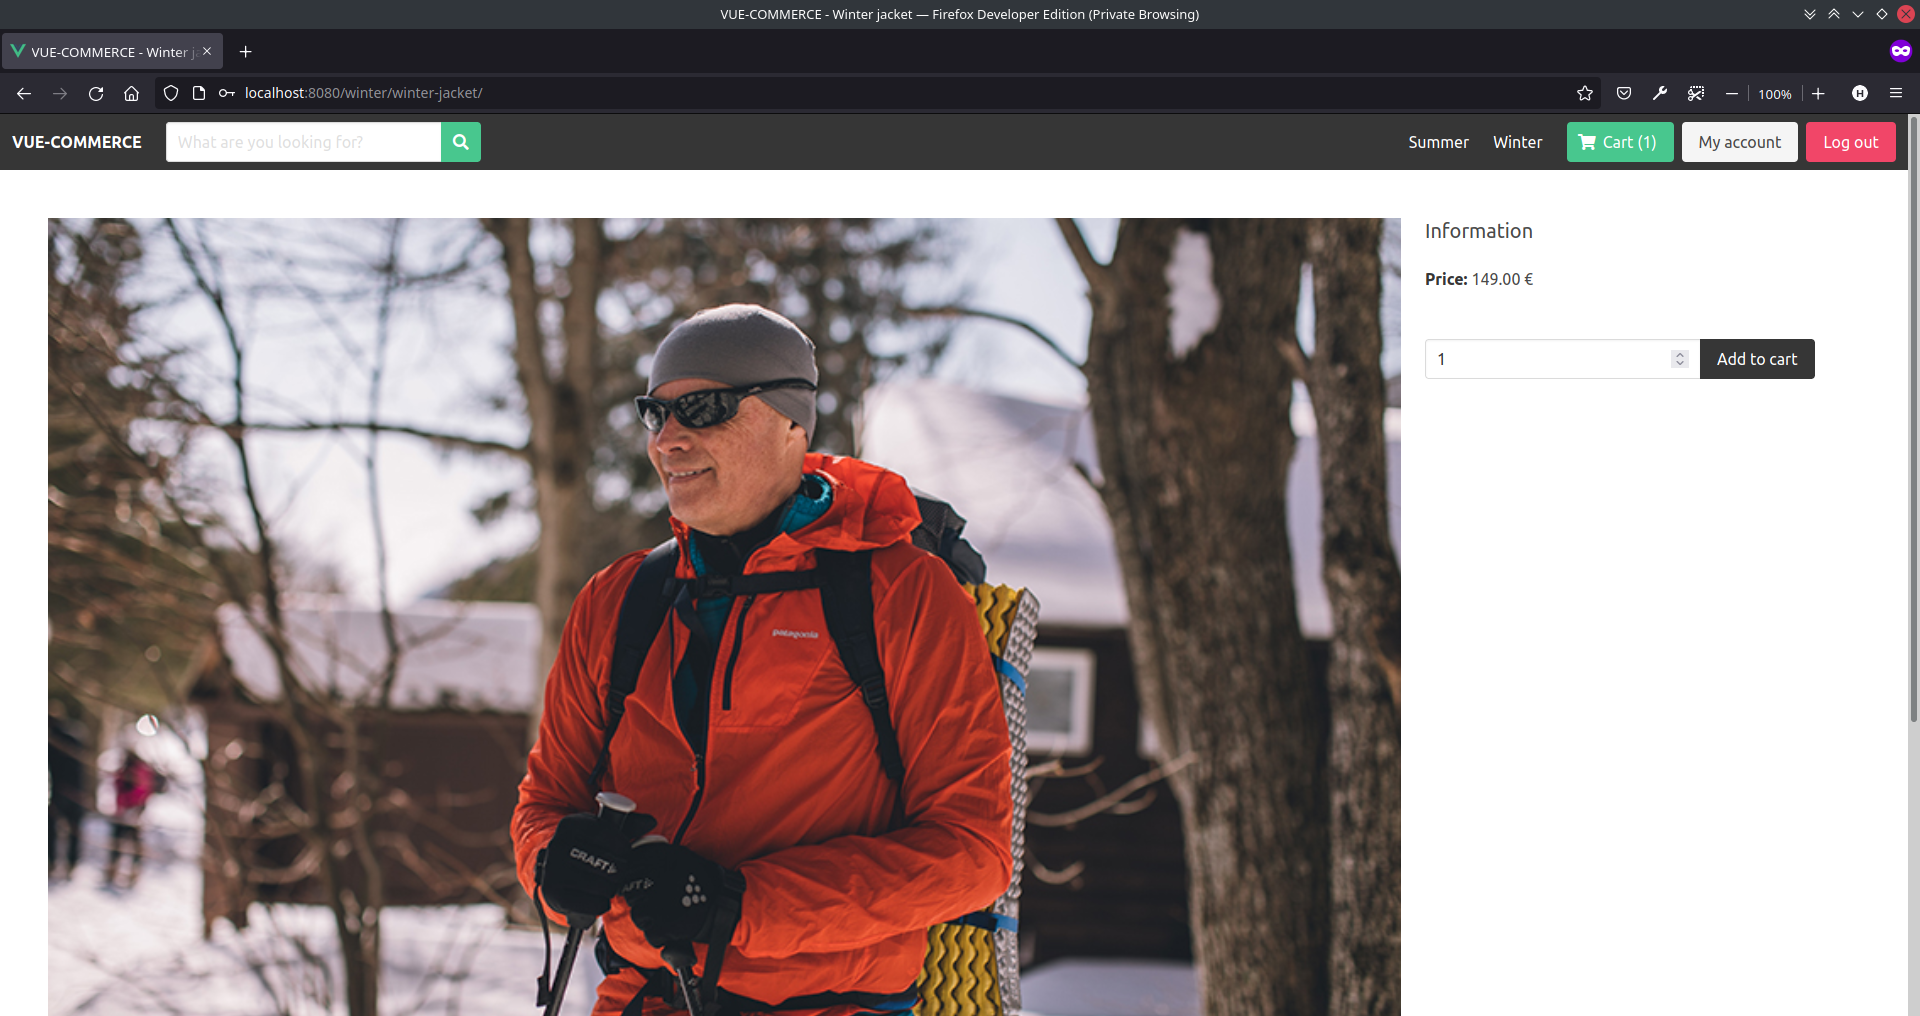 VUE-COMMERCE - Winter jacket — Firefox Developer Edition (Private Browsing)
VUE-COMMERCE - Winter
localhost:8080/winter/winter-jacket/
100%
H
VUE-COMMERCE
What are you looking for?
Summer
Winter
Cart (1)
My account
Log out
Information
Price: 149.00 €
1
Add to cart
patagonia
CRAFT